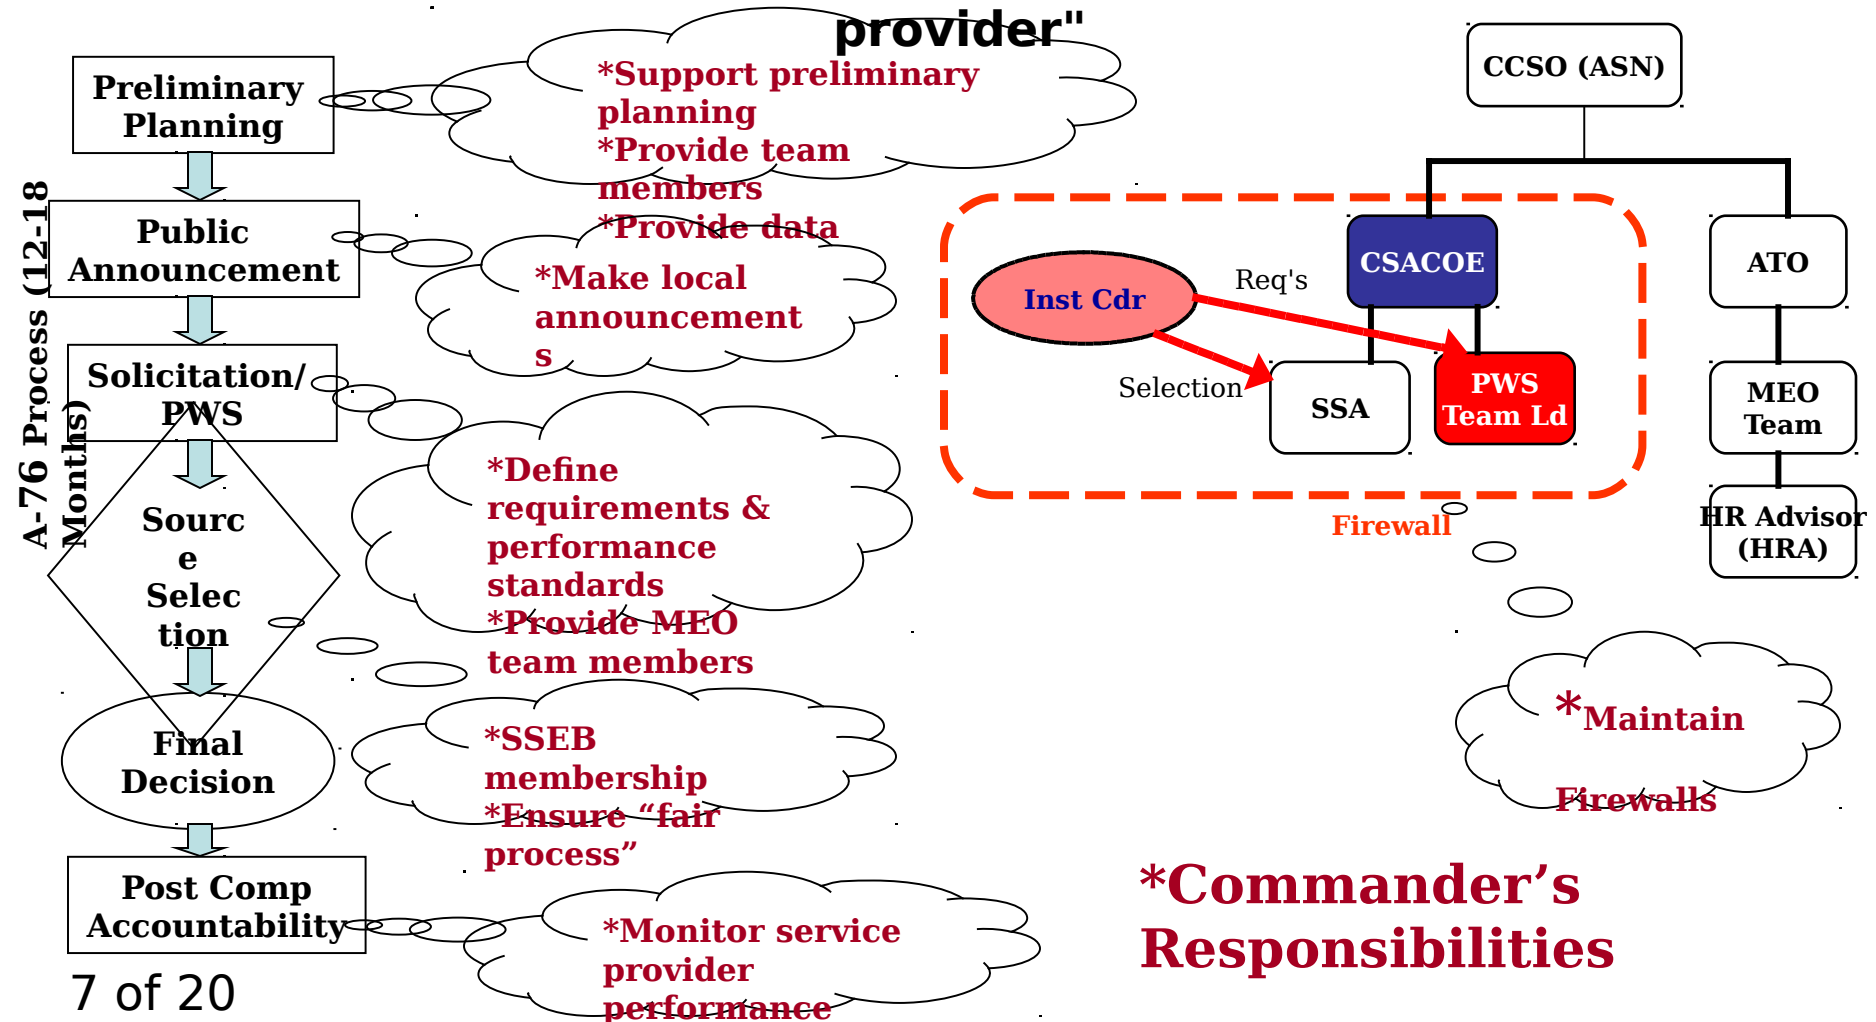 provider"
Preliminary
Planning
*Support preliminary
planning
*Provide team
members
*Provide data
A-76 Process (12-18
Months)
Public
Announcement
*Make local
announcement
s
Solicitation/
PWS
*Define
requirements &
performance
standards
*Provide MEO
team members
Sourc
e
Selec
tion
*SSEB
membership
*Ensure “fair
process”
Final
Decision
Post Comp
Accountability
*Monitor service
provider
performance
7 of 20
CCSO (ASN)
CSACOE
ATO
Inst Cdr
Req's
Selection
SSA
PWS
Team Ld
MEO
Team
Firewall
HR Advisor
(HRA)
*Maintain
Firewalls
*Commander’s
Responsibilities